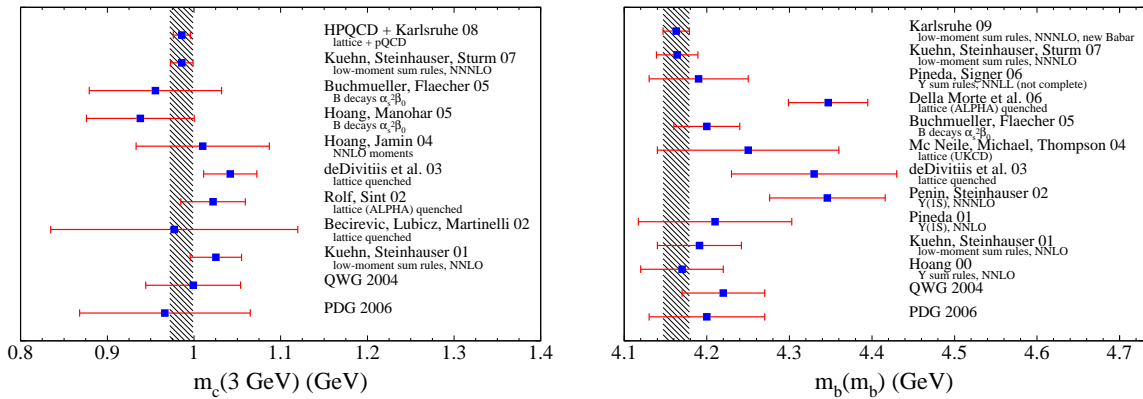 HPQCD + Karlsruhe 08
lattice + pQCD
Kuehn, Steinhauser, Sturm 07
low-moment sum rules, NNNLO
Buchmueller, Flaecher 05
B decays αₛ²β₀
Hoang, Manohar 05
B decays αₛ²β₀
Hoang, Jamin 04
NNLO moments
deDivitiis et al. 03
lattice quenched
Rolf, Sint 02
lattice (ALPHA) quenched
Becirevic, Lubicz, Martinelli 02
lattice quenched
Kuehn, Steinhauser 01
low-moment sum rules, NNLO
QWG 2004
PDG 2006
0.8 0.9 1 1.1 1.2 1.3 1.4
m_c(3 GeV) (GeV)
Karlsruhe 09
low-moment sum rules, NNNLO, new Babar
Kuehn, Steinhauser, Sturm 07
low-moment sum rules, NNNLO
Pineda, Signer 06
Υ sum rules, NNLL (not complete)
Della Morte et al. 06
lattice (ALPHA) quenched
Buchmueller, Flaecher 05
B decays αₛ²β₀
Mc Neile, Michael, Thompson 04
lattice (UKCD)
deDivitiis et al. 03
lattice quenched
Penin, Steinhauser 02
Υ(1S), NNNLO
Pineda 01
Υ(1S), NNLO
Kuehn, Steinhauser 01
low-moment sum rules, NNLO
Hoang 00
Υ sum rules, NNLO
QWG 2004
PDG 2006
4.1 4.2 4.3 4.4 4.5 4.6 4.7
m_b(m_b) (GeV)